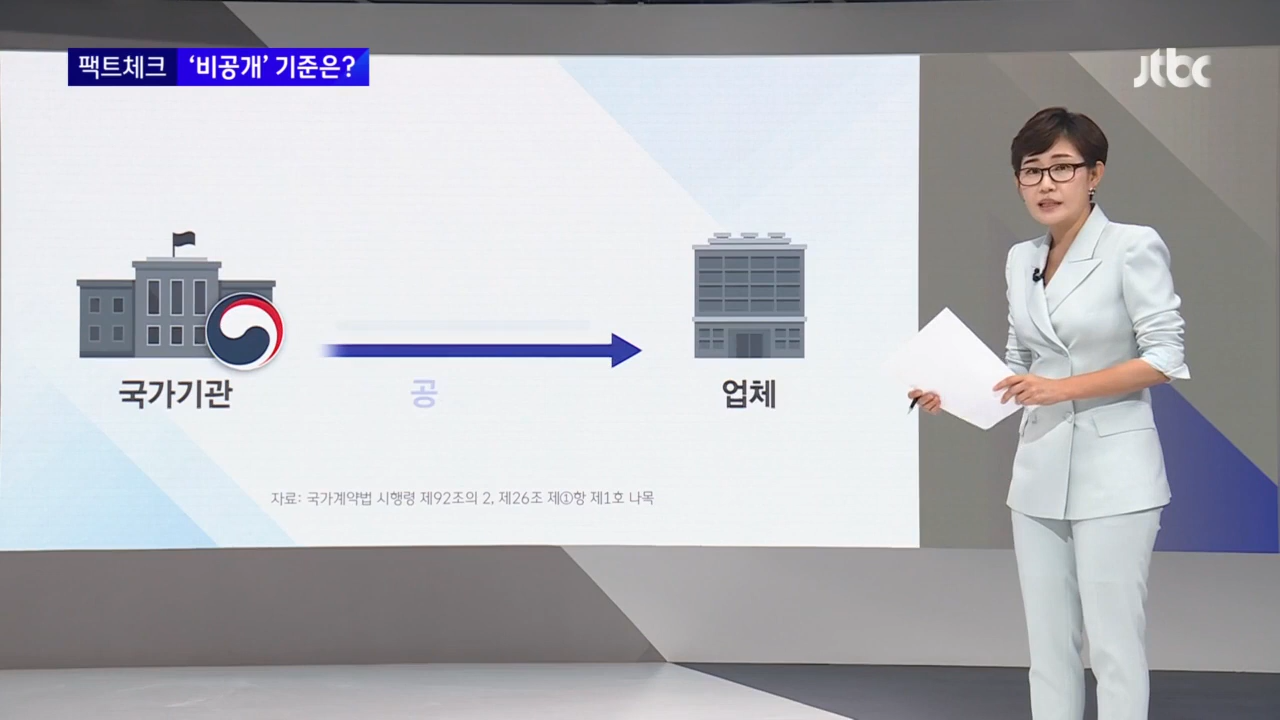 팩트체크 '비공개' 기준은?
jtbc
국가기관
공
업체
자료: 국가계약법 시행령 제92조의 2, 제26조 제①항 제1호 나목